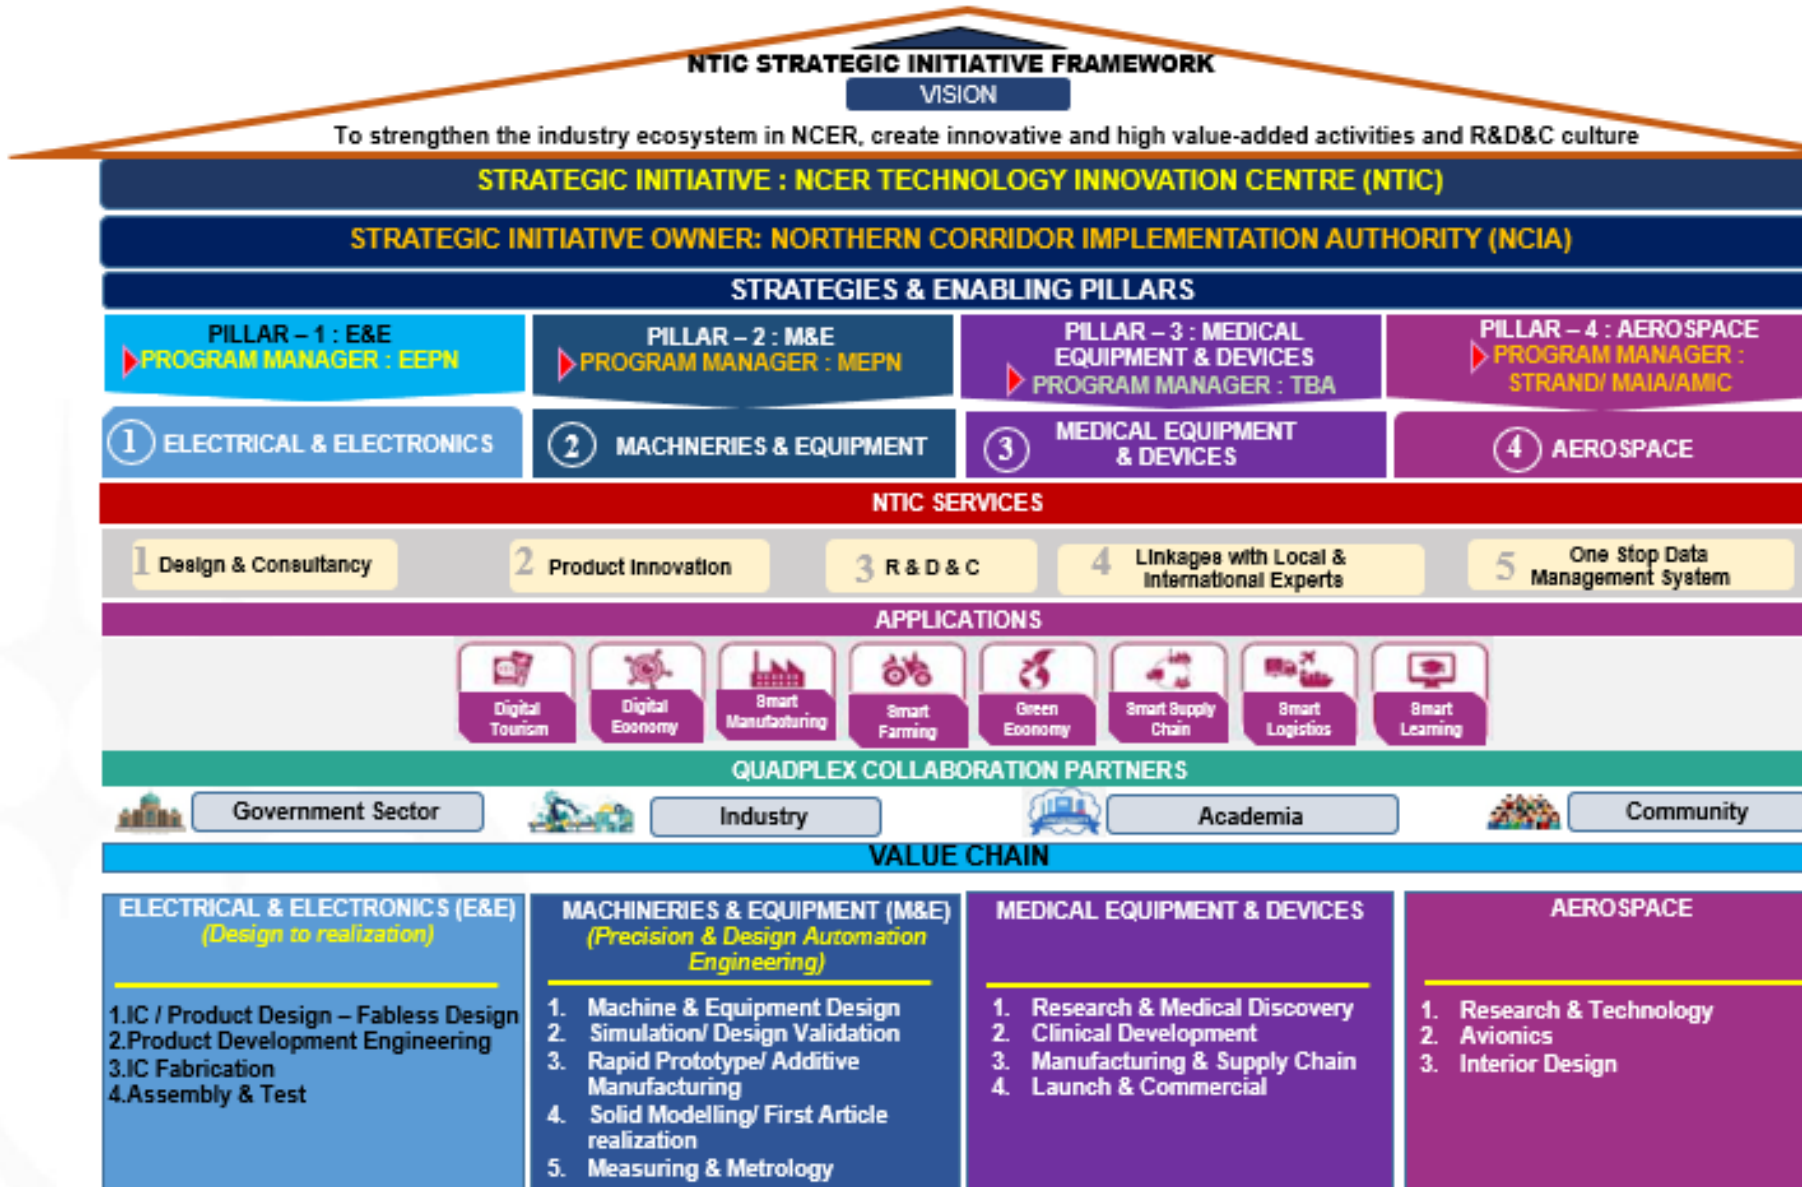 NTIC STRATEGIC INITIATIVE FRAMEWORK
VISION
To strengthen the industry ecosystem in NCER, create innovative and high value-added activities and R&D&C culture
STRATEGIC INITIATIVE : NCER TECHNOLOGY INNOVATION CENTRE (NTIC)
STRATEGIC INITIATIVE OWNER: NORTHERN CORRIDOR IMPLEMENTATION AUTHORITY (NCIA)
STRATEGIES & ENABLING PILLARS
PILLAR – 1 : E&E
PROGRAM MANAGER : EEPN
PILLAR – 2 : M&E
PROGRAM MANAGER : MEPN
PILLAR – 3 : MEDICAL
EQUIPMENT & DEVICES
PROGRAM MANAGER : TBA
PILLAR – 4 : AEROSPACE
PROGRAM MANAGER :
STRAND/ MAIA/AMIC
1 ELECTRICAL & ELECTRONICS
2 MACHNERIES & EQUIPMENT
3 MEDICAL EQUIPMENT
& DEVICES
4 AEROSPACE
NTIC SERVICES
1 Design & Consultancy
2 Product Innovation
3 R & D & C
4 Linkages with Local &
International Experts
5 One Stop Data
Management System
APPLICATIONS
Digital
Tourism
Digital
Economy
Smart
Manufacturing
Smart
Farming
Green
Economy
Smart Supply
Chain
Smart
Logistics
Smart
Learning
QUADPLEX COLLABORATION PARTNERS
Government Sector
Industry
Academia
Community
VALUE CHAIN
ELECTRICAL & ELECTRONICS (E&E)
(Design to realization)
1.IC / Product Design – Fabless Design
2.Product Development Engineering
3.IC Fabrication
4.Assembly & Test
MACHINERIES & EQUIPMENT (M&E)
(Precision & Design Automation
Engineering)
1. Machine & Equipment Design
2. Simulation/ Design Validation
3. Rapid Prototype/ Additive
Manufacturing
4. Solid Modelling/ First Article
realization
5. Measuring & Metrology
MEDICAL EQUIPMENT & DEVICES
1. Research & Medical Discovery
2. Clinical Development
3. Manufacturing & Supply Chain
4. Launch & Commercial
AEROSPACE
1. Research & Technology
2. Avionics
3. Interior Design